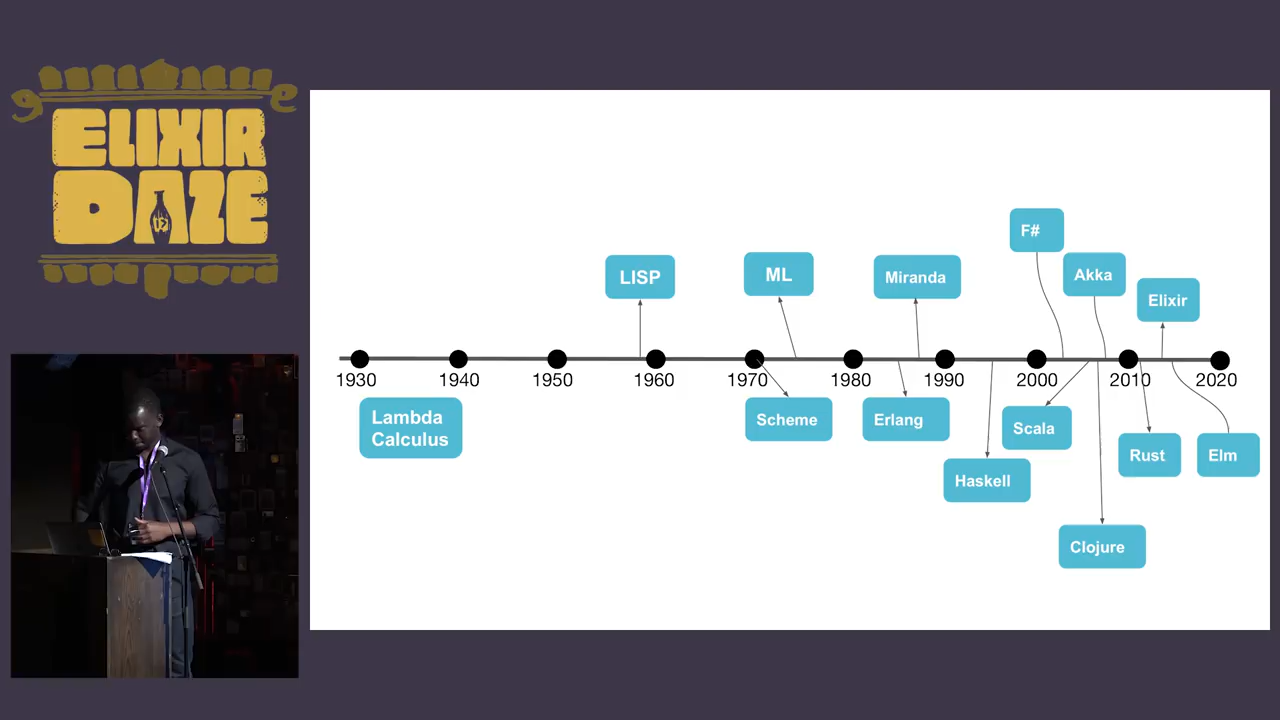 ELIXIR
DAZE
F#
Akka
LISP
ML
Miranda
Elixir
1930
1940
1950
1960
1970
1980
1990
2000
2010
2020
Lambda
Calculus
Scheme
Erlang
Scala
Rust
Elm
Haskell
Clojure